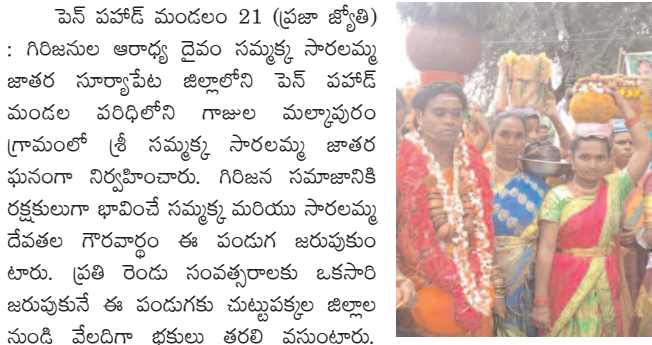 పెన్ పహాడ్ మండలం 21 (ప్రజా జ్యోతి)
: గిరిజనుల ఆరాధ్య దైవం సమ్మక్క సారలమ్మ
జాతర సూర్యాపేట జిల్లాలోని పెన్ పహాడ్
మండల పరిధిలోని గాజుల మల్కాపురం
గ్రామంలో శ్రీ సమ్మక్క సారలమ్మ జాతర
ఘనంగా నిర్వహించారు. గిరిజన సమాజానికి
రక్షకులుగా భావించే సమ్మక్క మరియు సారలమ్మ
దేవతల గౌరవార్థం ఈ పండుగ జరుపుకుం
టారు. ప్రతి రెండు సంవత్సరాలకు ఒకసారి
జరుపుకునే ఈ పండుగకు చుట్టుపక్కల జిల్లాల
నుండి వేలదిగా భక్తులు తరలి వస్తుంటారు.